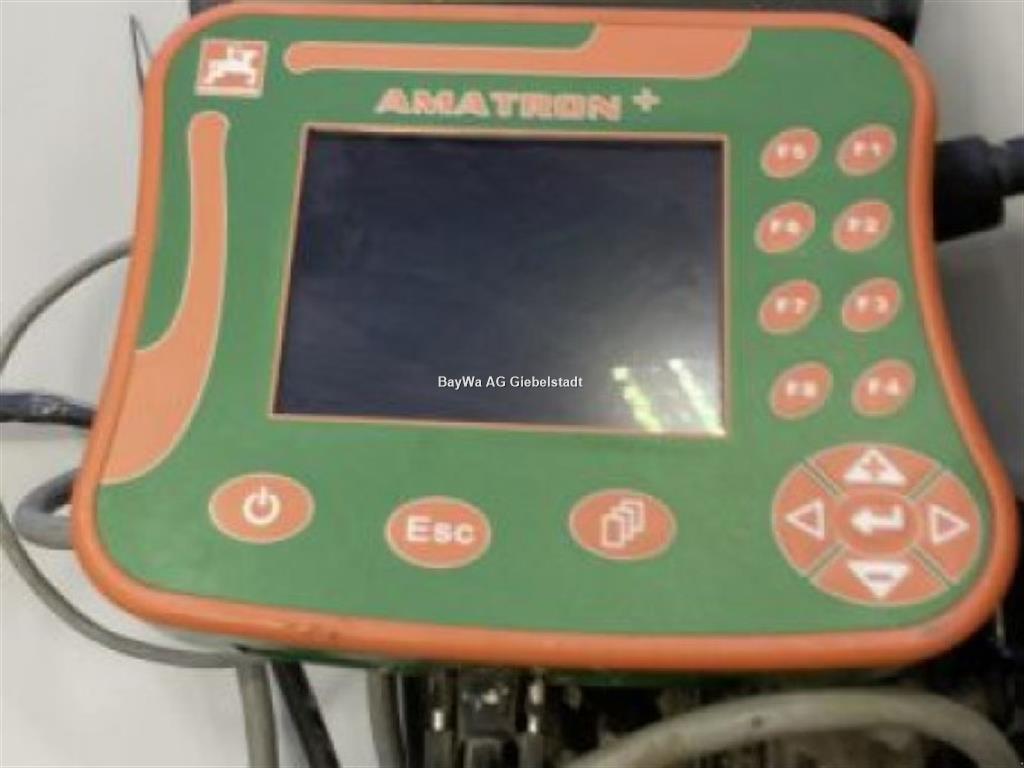 AMATRON+
F5 F1
F6 F2
F7 F3
F8 F4
BayWa AG Giebelstadt
Esc